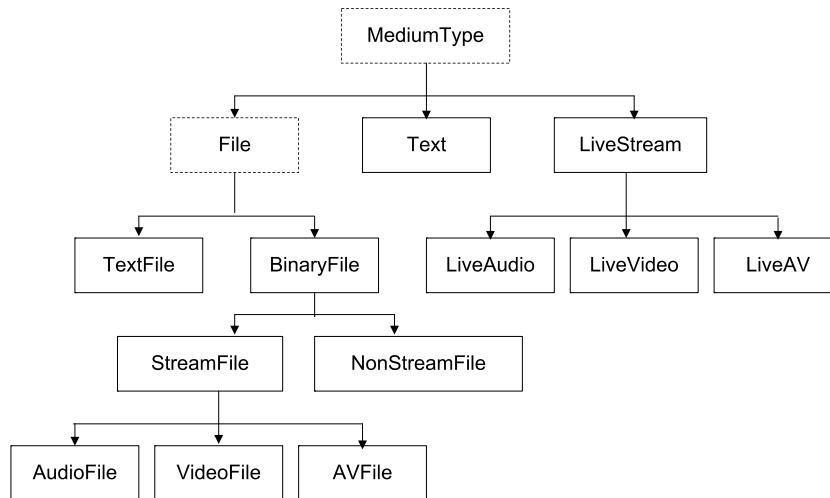 MediumType
File
Text
LiveStream
TextFile
BinaryFile
LiveAudio
LiveVideo
LiveAV
StreamFile
NonStreamFile
AudioFile
VideoFile
AVFile